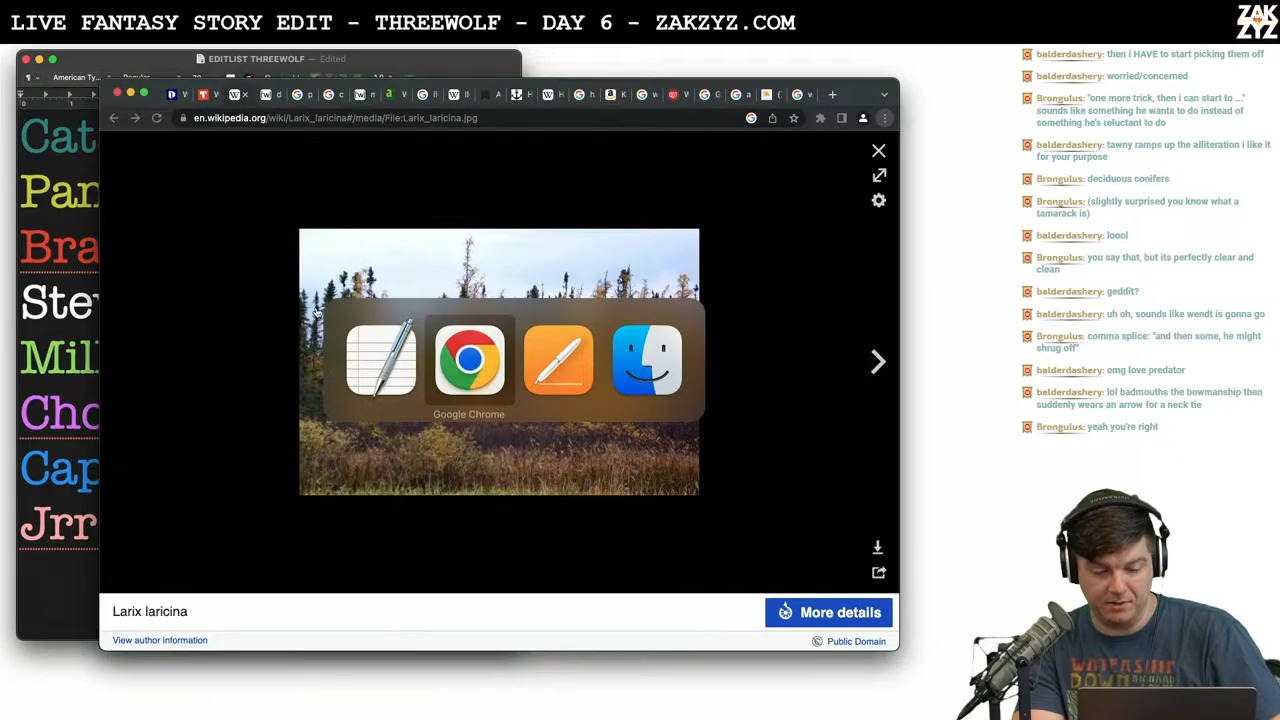 LIVE FANTASY STORY EDIT - THREEWOLF - DAY 6 - ZAKZYZ.COM
ZAK
ZYZ
EDITLIST THREEWOLF — Edited
American Ty...
Cat
Pan
Bra
Stev
Mill
Cho
Cap
Jrr
en.wikipedia.org/wiki/Larix_laricina#/media/File:Larix_laricina.jpg
Google Chrome
Larix laricina
More details
View author information
Public Domain
balderdashery: then i HAVE to start picking them off
balderdashery: worried/concerned
Brongulus: "one more trick, then i can start to ..."
sounds like something he wants to do instead of
something he's reluctant to do
balderdashery: tawny ramps up the alliteration i like it
for your purpose
Brongulus: deciduous conifers
Brongulus: (slightly surprised you know what a
tamarack is)
balderdashery: loool
Brongulus: you say that, but its perfectly clear and
clean
balderdashery: geddit?
balderdashery: uh oh, sounds like wendt is gonna go
Brongulus: comma splice: "and then some, he might
shrug off"
balderdashery: omg love predator
balderdashery: lol badmouths the bowmanship then
suddenly wears an arrow for a neck tie
Brongulus: yeah you're right
WATERSHIP
DOWN